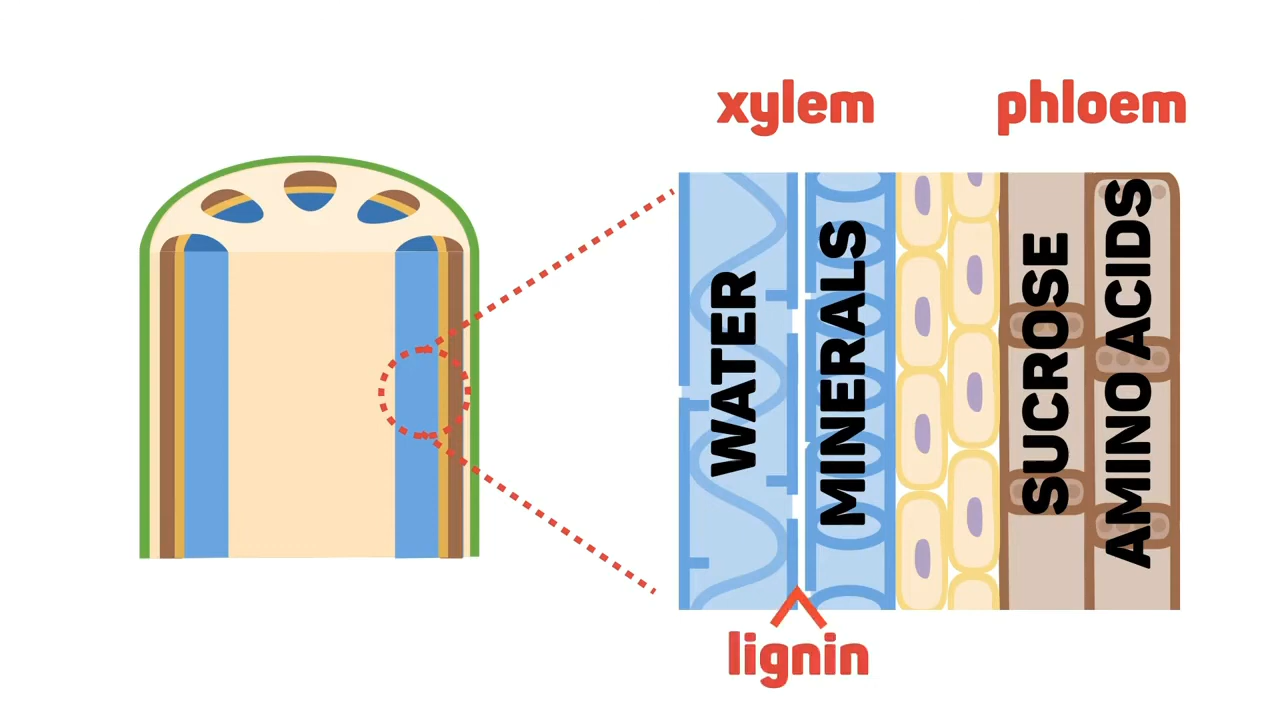 xylem
phloem
WATER
MINERALS
SUCROSE
AMINO ACIDS
lignin